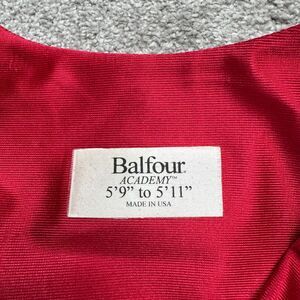 Balfour
ACADEMY™
5'9" to 5'11"
MADE IN USA